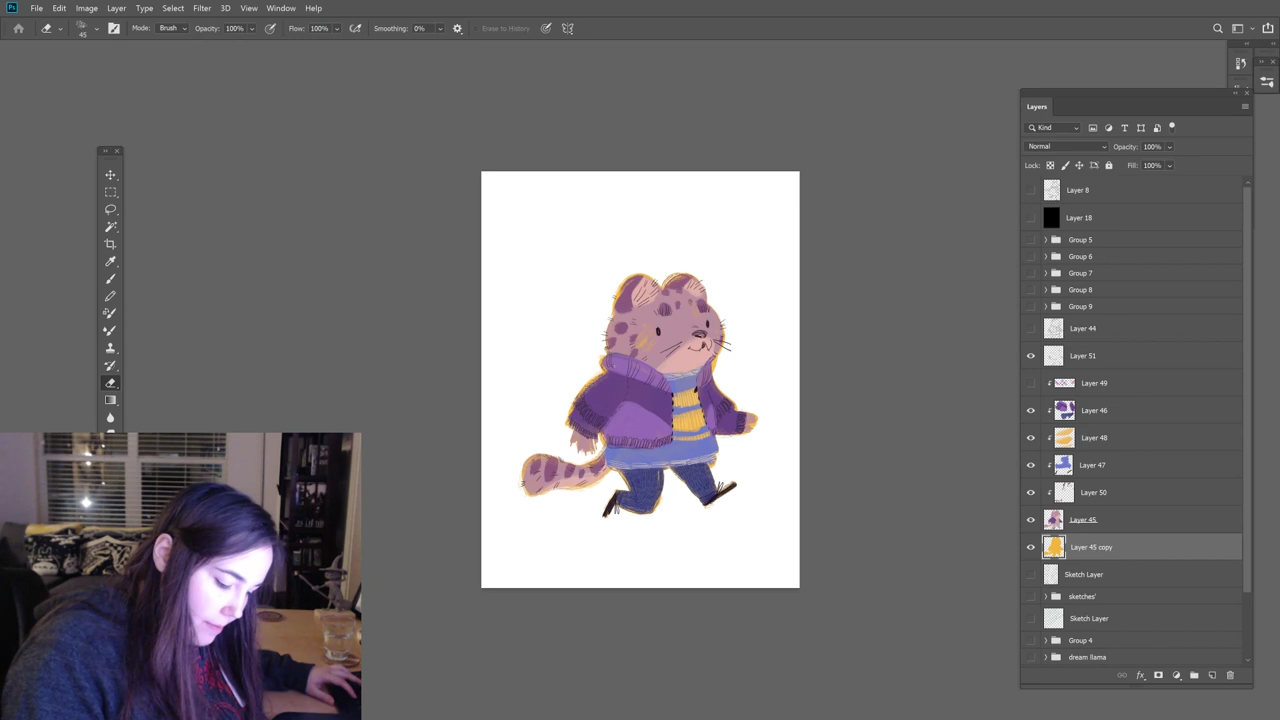 Ps File Edit Image Layer Type Select Filter 3D View Window Help
45 Mode: Brush Opacity: 100% Flow: 100% Smoothing: 0% Erase to History
Layers
Kind
Normal Opacity: 100%
Lock: Fill: 100%
Layer 8
Layer 18
Group 5
Group 6
Group 7
Group 8
Group 9
Layer 44
Layer 51
Layer 49
Layer 46
Layer 48
Layer 47
Layer 50
Layer 45
Layer 45 copy
Sketch Layer
sketches'
Sketch Layer
Group 4
dream llama
fx